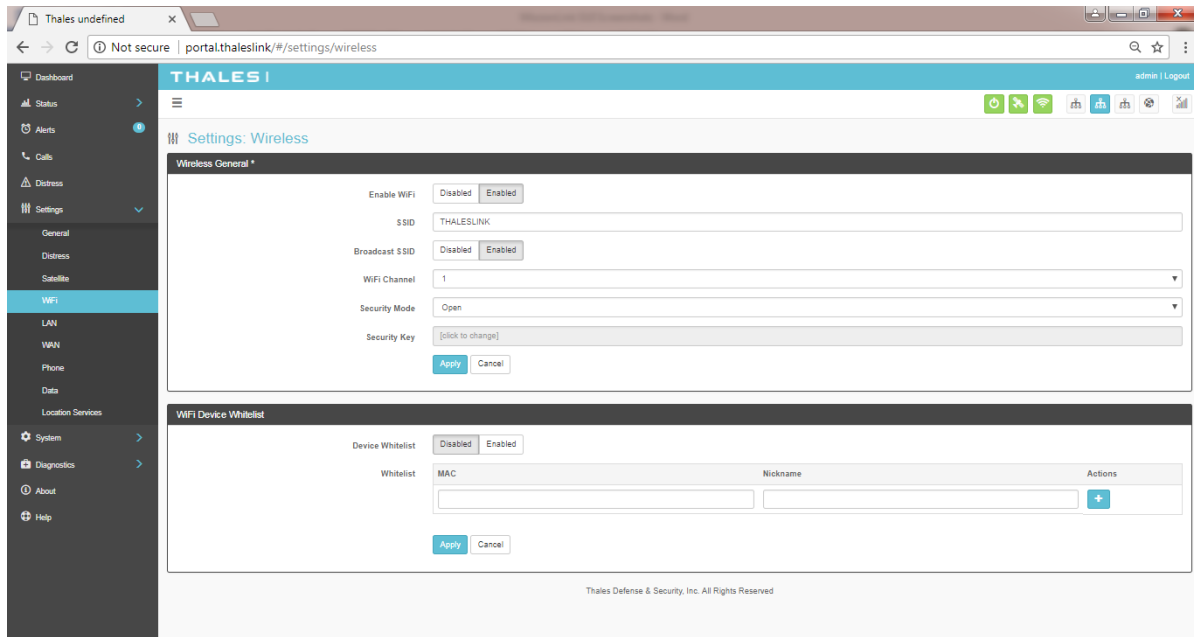 Thales undefined
Not secure | portal.thaleslink/#/settings/wireless
Dashboard
THALES
admin | Logout
Status
Alerts 0
Calls
Distress
Settings
General
Distress
Satellite
WiFi
LAN
WAN
Phone
Data
Location Services
System
Diagnostics
About
Help
Settings: Wireless
Wireless General *
Enable WiFi Disabled Enabled
SSID THALESLINK
Broadcast SSID Disabled Enabled
WiFi Channel 1
Security Mode Open
Security Key [click to change]
Apply Cancel
WiFi Device Whitelist
Device Whitelist Disabled Enabled
Whitelist MAC Nickname Actions
Apply Cancel
Thales Defense & Security, Inc. All Rights Reserved